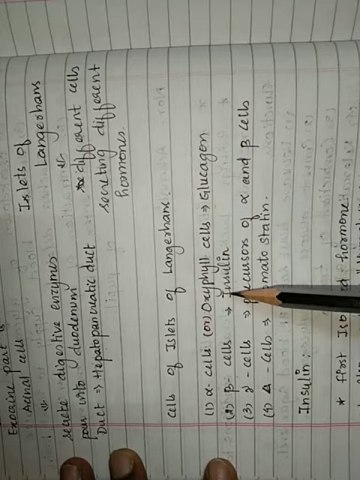 Exocrine part is
Acinal cells Islets of Langerhans
secrete digestive enzymes different cells
pour into duodenum secreting different
Duct ⇒ Hepatopancreatic duct hormones.
Cells of Islets of Langerhans:
(1) α-cells (or) Oxyphyll cells ⇒ Glucagon
(2) β-cells → Insulin
(3) γ-cells ⇒ Precursors of α and β cells
(4) Δ-cells ⇒ Somato statin.
Insulin:
* First hormone